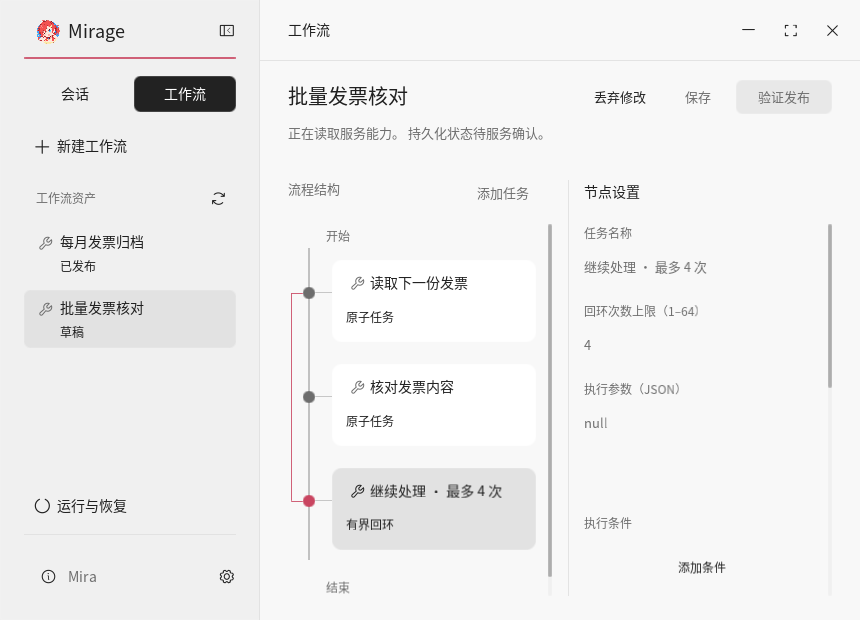 Mirage
会话
工作流
新建工作流
工作流资产
每月发票归档
已发布
批量发票核对
草稿
运行与恢复
Mira
工作流
批量发票核对
丢弃修改
保存
验证发布
正在读取服务能力。 持久化状态待服务确认。
流程结构
添加任务
开始
读取下一份发票
原子任务
核对发票内容
原子任务
继续处理 · 最多 4 次
有界回环
结束
节点设置
任务名称
继续处理 · 最多 4 次
回环次数上限（1–64）
4
执行参数（JSON）
null
执行条件
添加条件